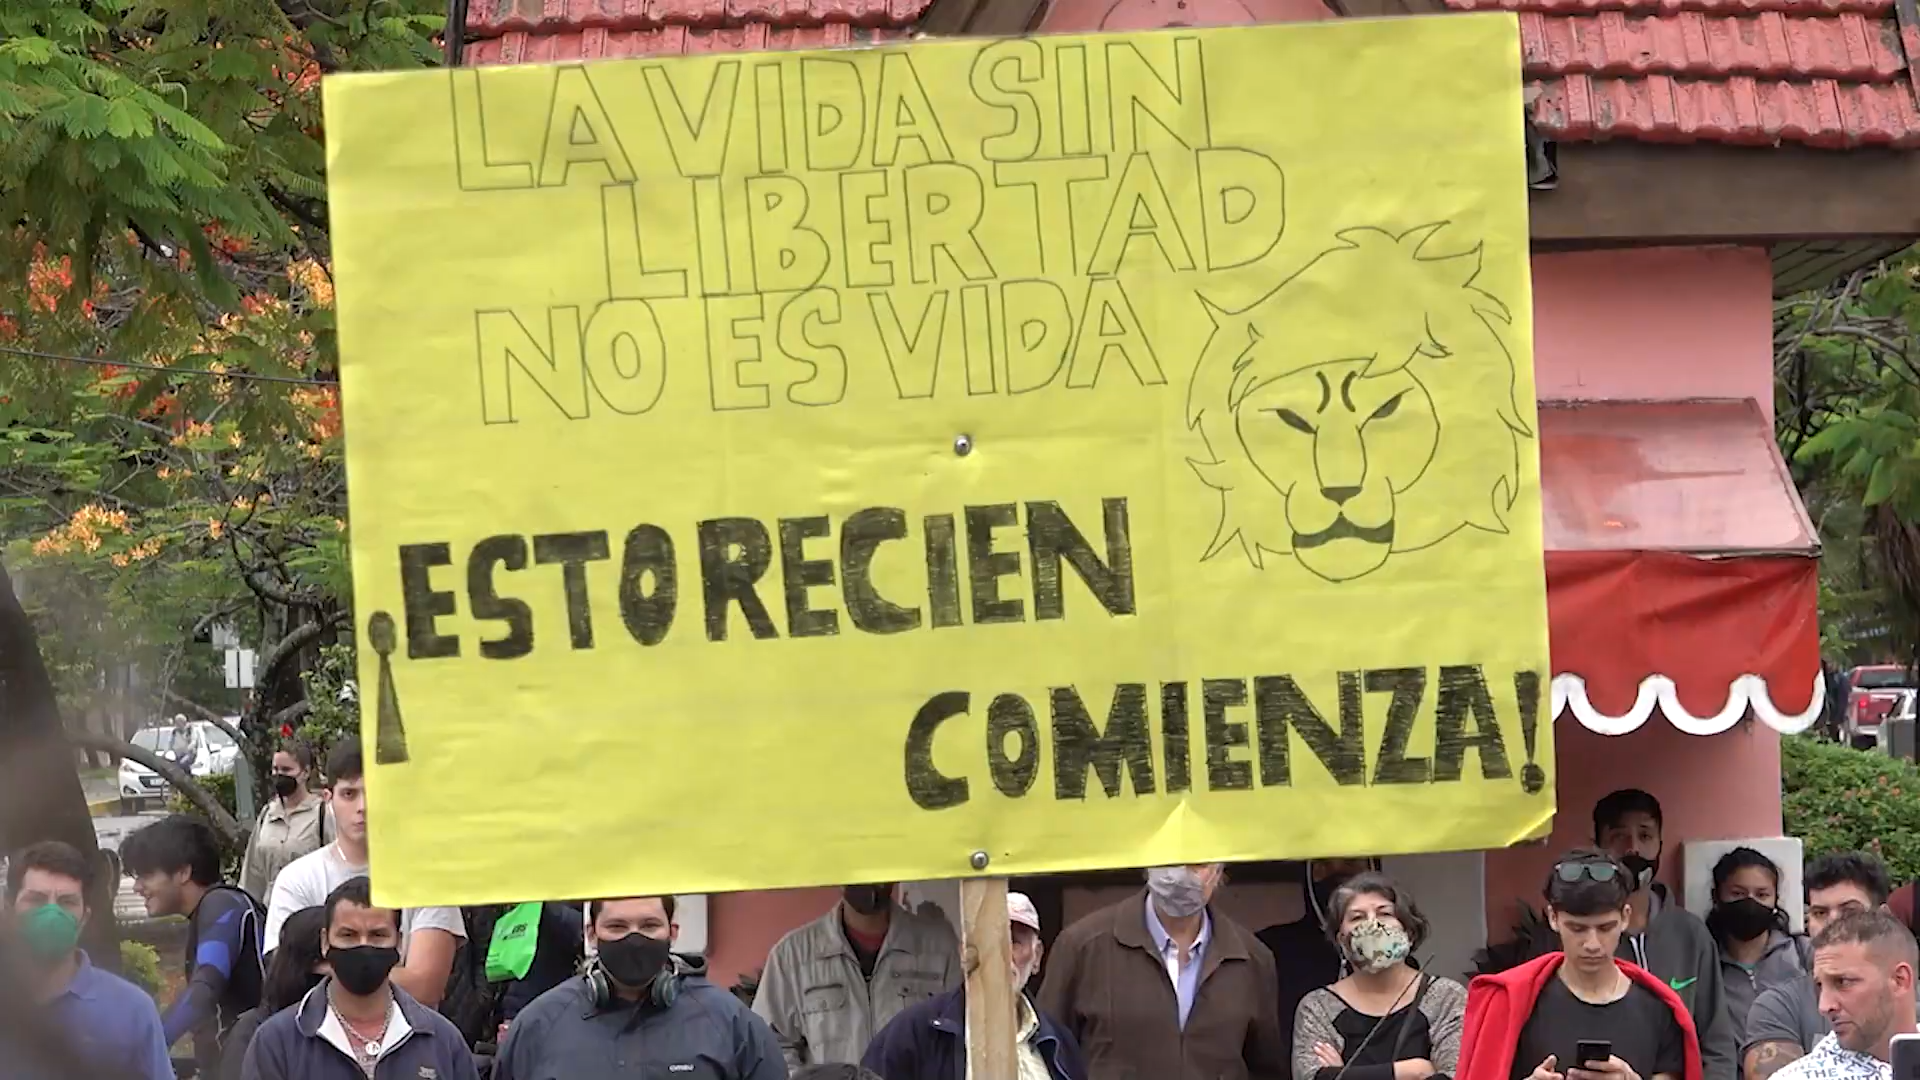 LA VIDA SIN
LIBERTAD
NO ES VIDA
¡ESTO RECIEN
COMIENZA!